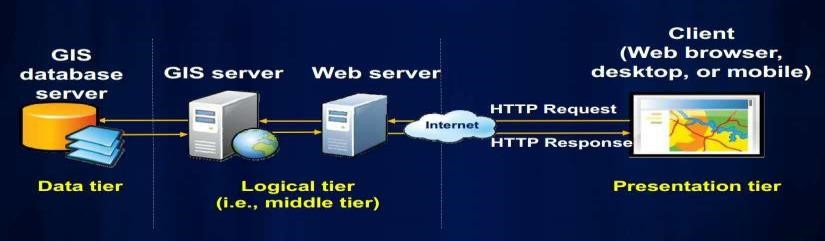 GIS
database
server
GIS server
Web server
Internet
HTTP Request
HTTP Response
Client
(Web browser,
desktop, or mobile)
Data tier
Logical tier
(i.e., middle tier)
Presentation tier